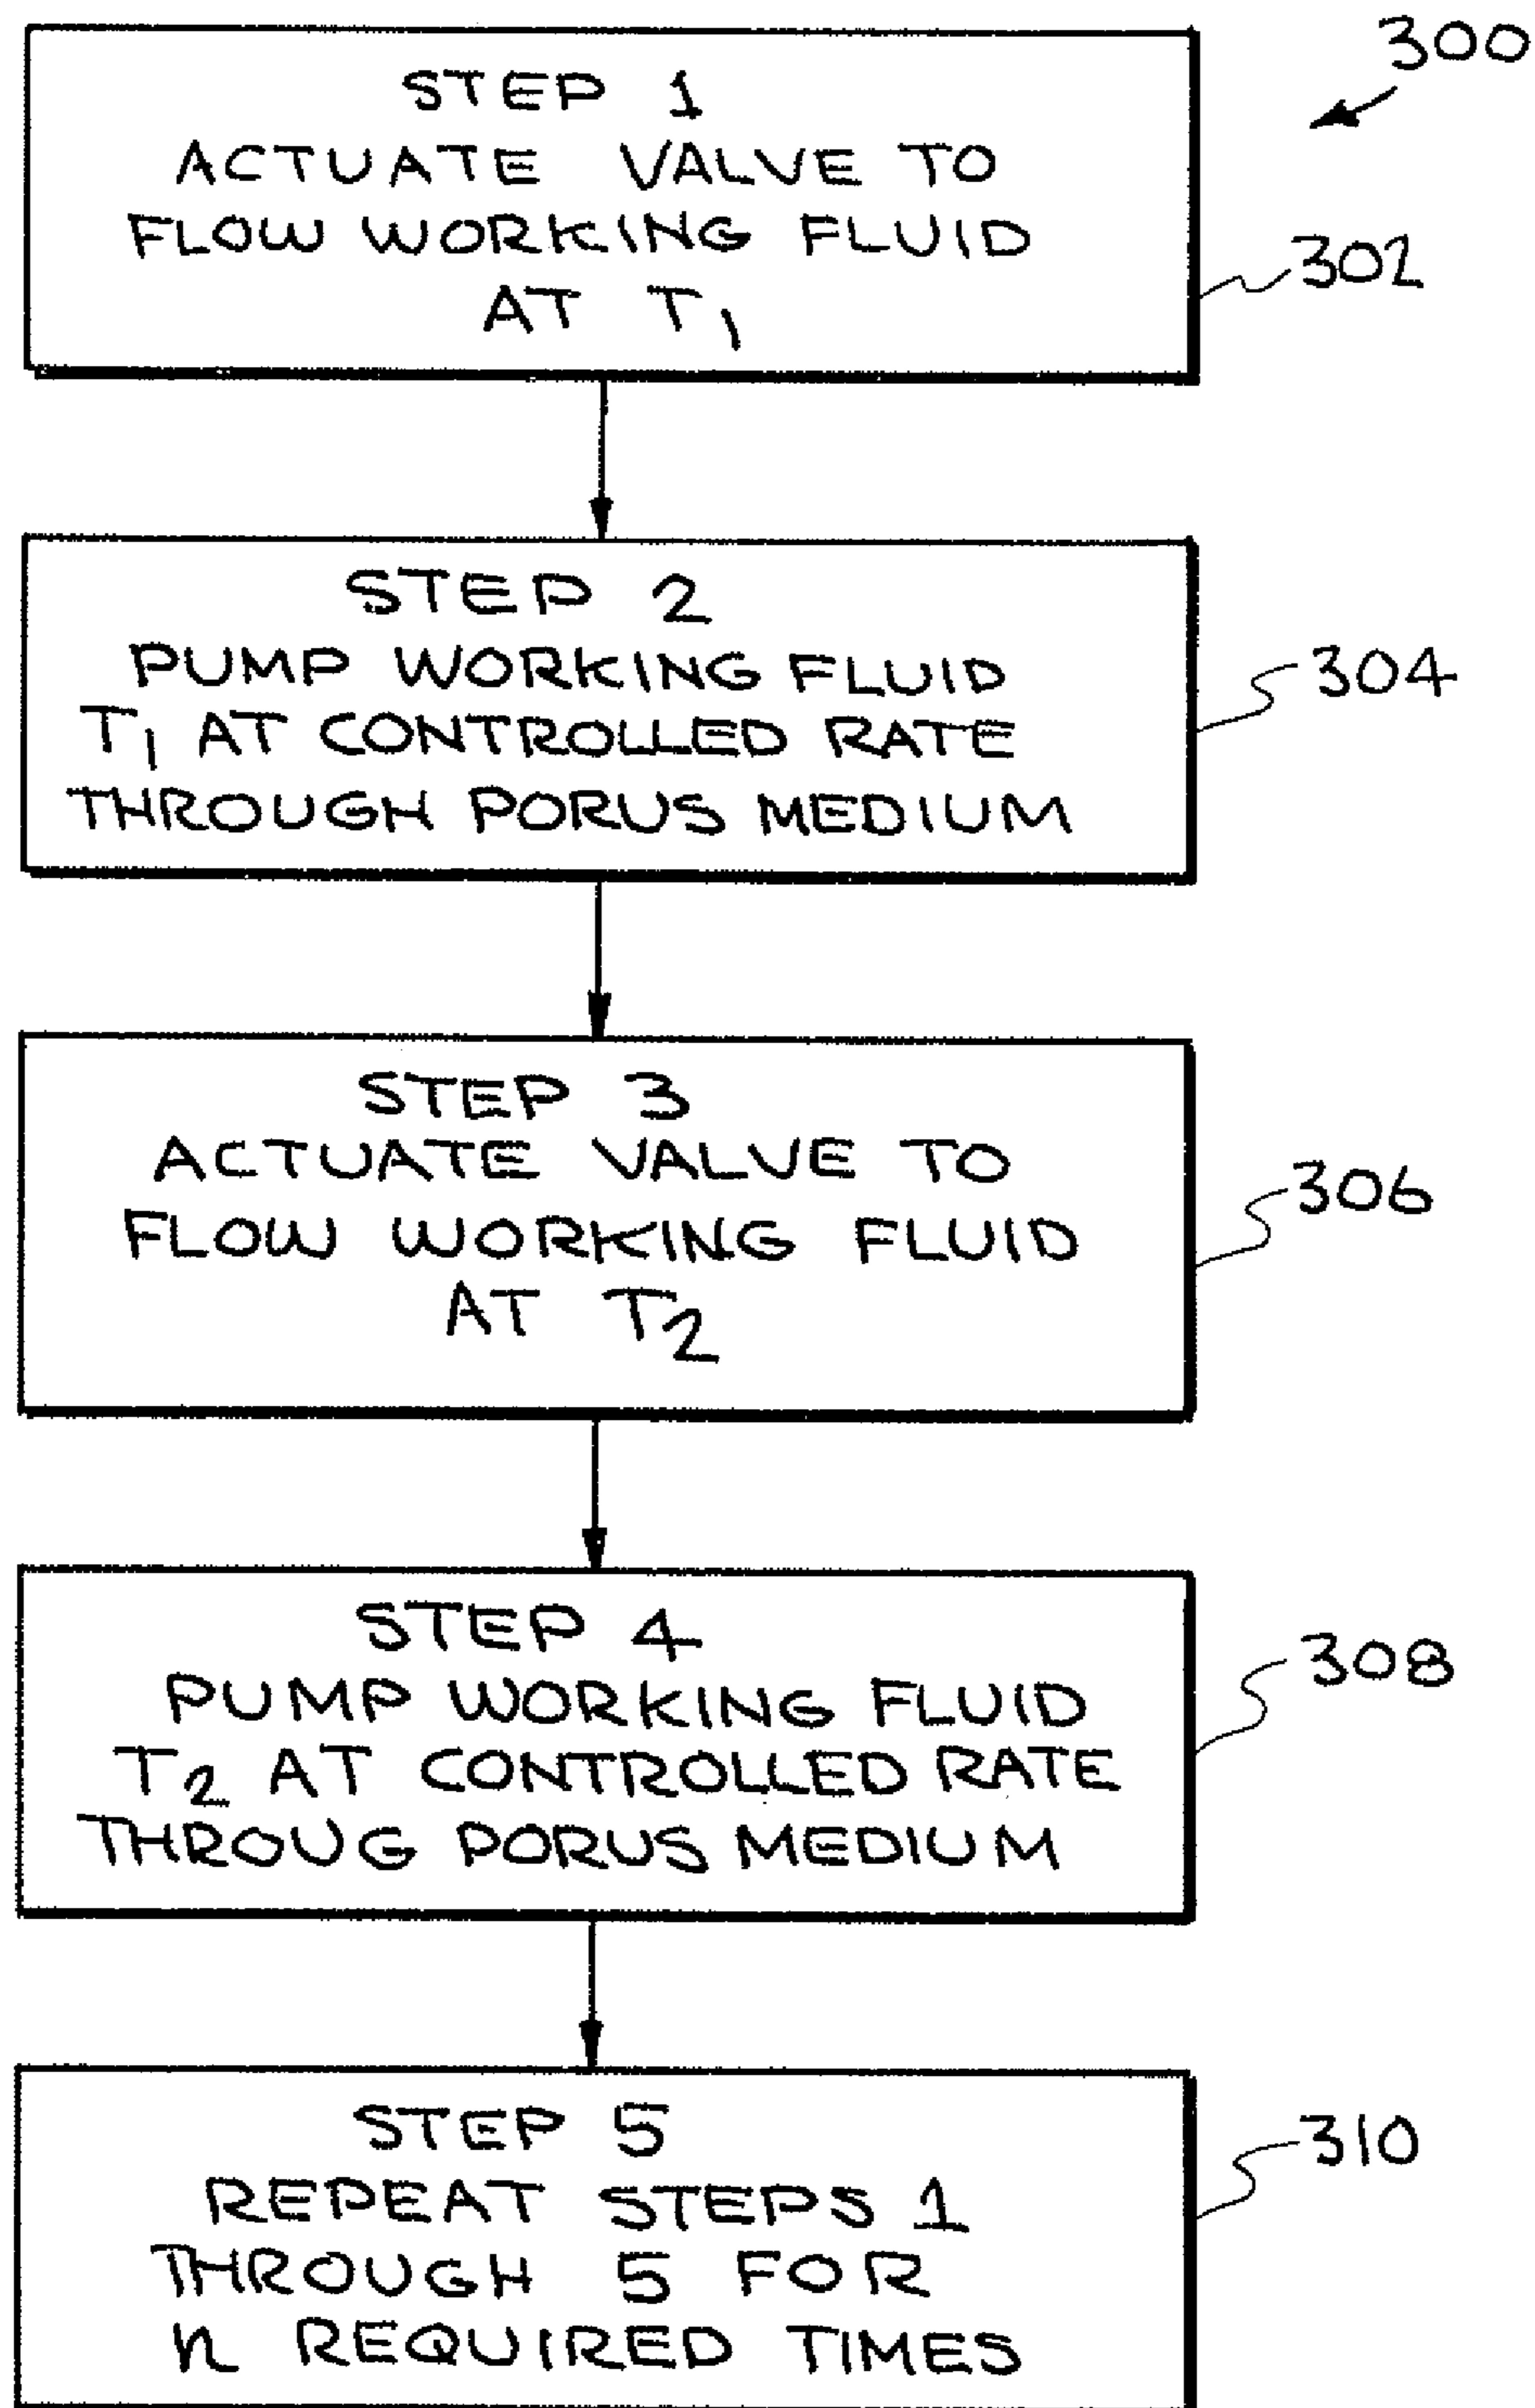 300
STEP 1
ACTUATE VALVE TO
FLOW WORKING FLUID
AT T₁
302
STEP 2
PUMP WORKING FLUID
T₁ AT CONTROLLED RATE
THROUGH PORUS MEDIUM
304
STEP 3
ACTUATE VALVE TO
FLOW WORKING FLUID
AT T₂
306
STEP 4
PUMP WORKING FLUID
T₂ AT CONTROLLED RATE
THROUG PORUS MEDIUM
308
STEP 5
REPEAT STEPS 1
THROUGH 5 FOR
n REQUIRED TIMES
310